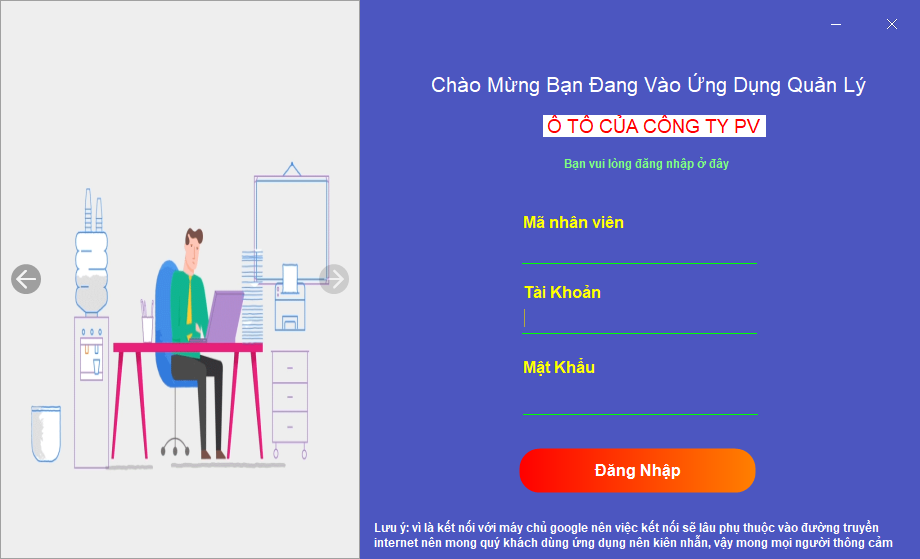 Chào Mừng Bạn Đang Vào Ứng Dụng Quản Lý
Ô TÔ CỦA CÔNG TY PV
Bạn vui lòng đăng nhập ở đây
Mã nhân viên
Tài Khoản
Mật Khẩu
Đăng Nhập
Lưu ý: vì là kết nối với máy chủ google nên việc kết nối sẽ lâu phụ thuộc vào đường truyền
internet nên mong quý khách dùng ứng dụng nên kiên nhẫn, vậy mong mọi người thông cảm